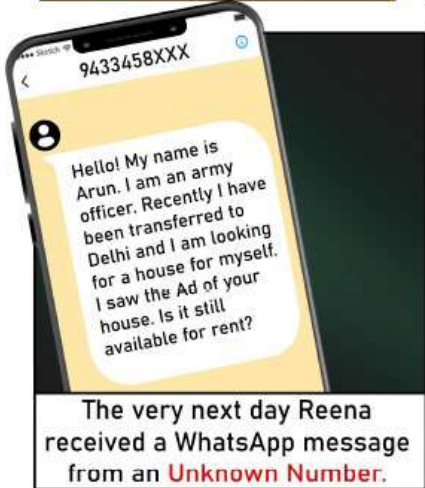 Sketch
9433458XXX
Hello! My name is
Arun. I am an army
officer. Recently I have
been transferred to
Delhi and I am looking
for a house for myself.
I saw the Ad of your
house. Is it still
available for rent?
The very next day Reena
received a WhatsApp message
from an Unknown Number.